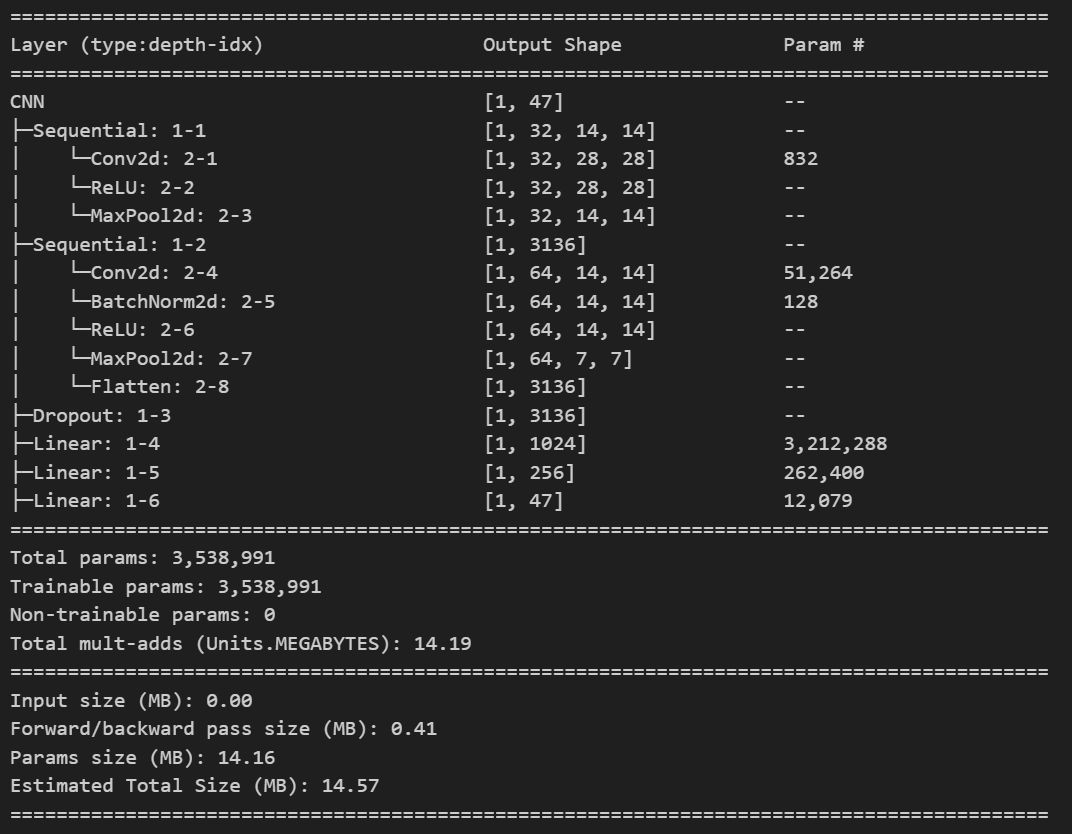 ==========================================================================================
Layer (type:depth-idx)                   Output Shape              Param #
==========================================================================================
CNN                                      [1, 47]                   --
├─Sequential: 1-1                        [1, 32, 14, 14]           --
│    └─Conv2d: 2-1                       [1, 32, 28, 28]           832
│    └─ReLU: 2-2                         [1, 32, 28, 28]           --
│    └─MaxPool2d: 2-3                    [1, 32, 14, 14]           --
├─Sequential: 1-2                        [1, 3136]                 --
│    └─Conv2d: 2-4                       [1, 64, 14, 14]           51,264
│    └─BatchNorm2d: 2-5                  [1, 64, 14, 14]           128
│    └─ReLU: 2-6                         [1, 64, 14, 14]           --
│    └─MaxPool2d: 2-7                    [1, 64, 7, 7]             --
│    └─Flatten: 2-8                      [1, 3136]                 --
├─Dropout: 1-3                           [1, 3136]                 --
├─Linear: 1-4                            [1, 1024]                 3,212,288
├─Linear: 1-5                            [1, 256]                  262,400
├─Linear: 1-6                            [1, 47]                   12,079
==========================================================================================
Total params: 3,538,991
Trainable params: 3,538,991
Non-trainable params: 0
Total mult-adds (Units.MEGABYTES): 14.19
==========================================================================================
Input size (MB): 0.00
Forward/backward pass size (MB): 0.41
Params size (MB): 14.16
Estimated Total Size (MB): 14.57
==========================================================================================